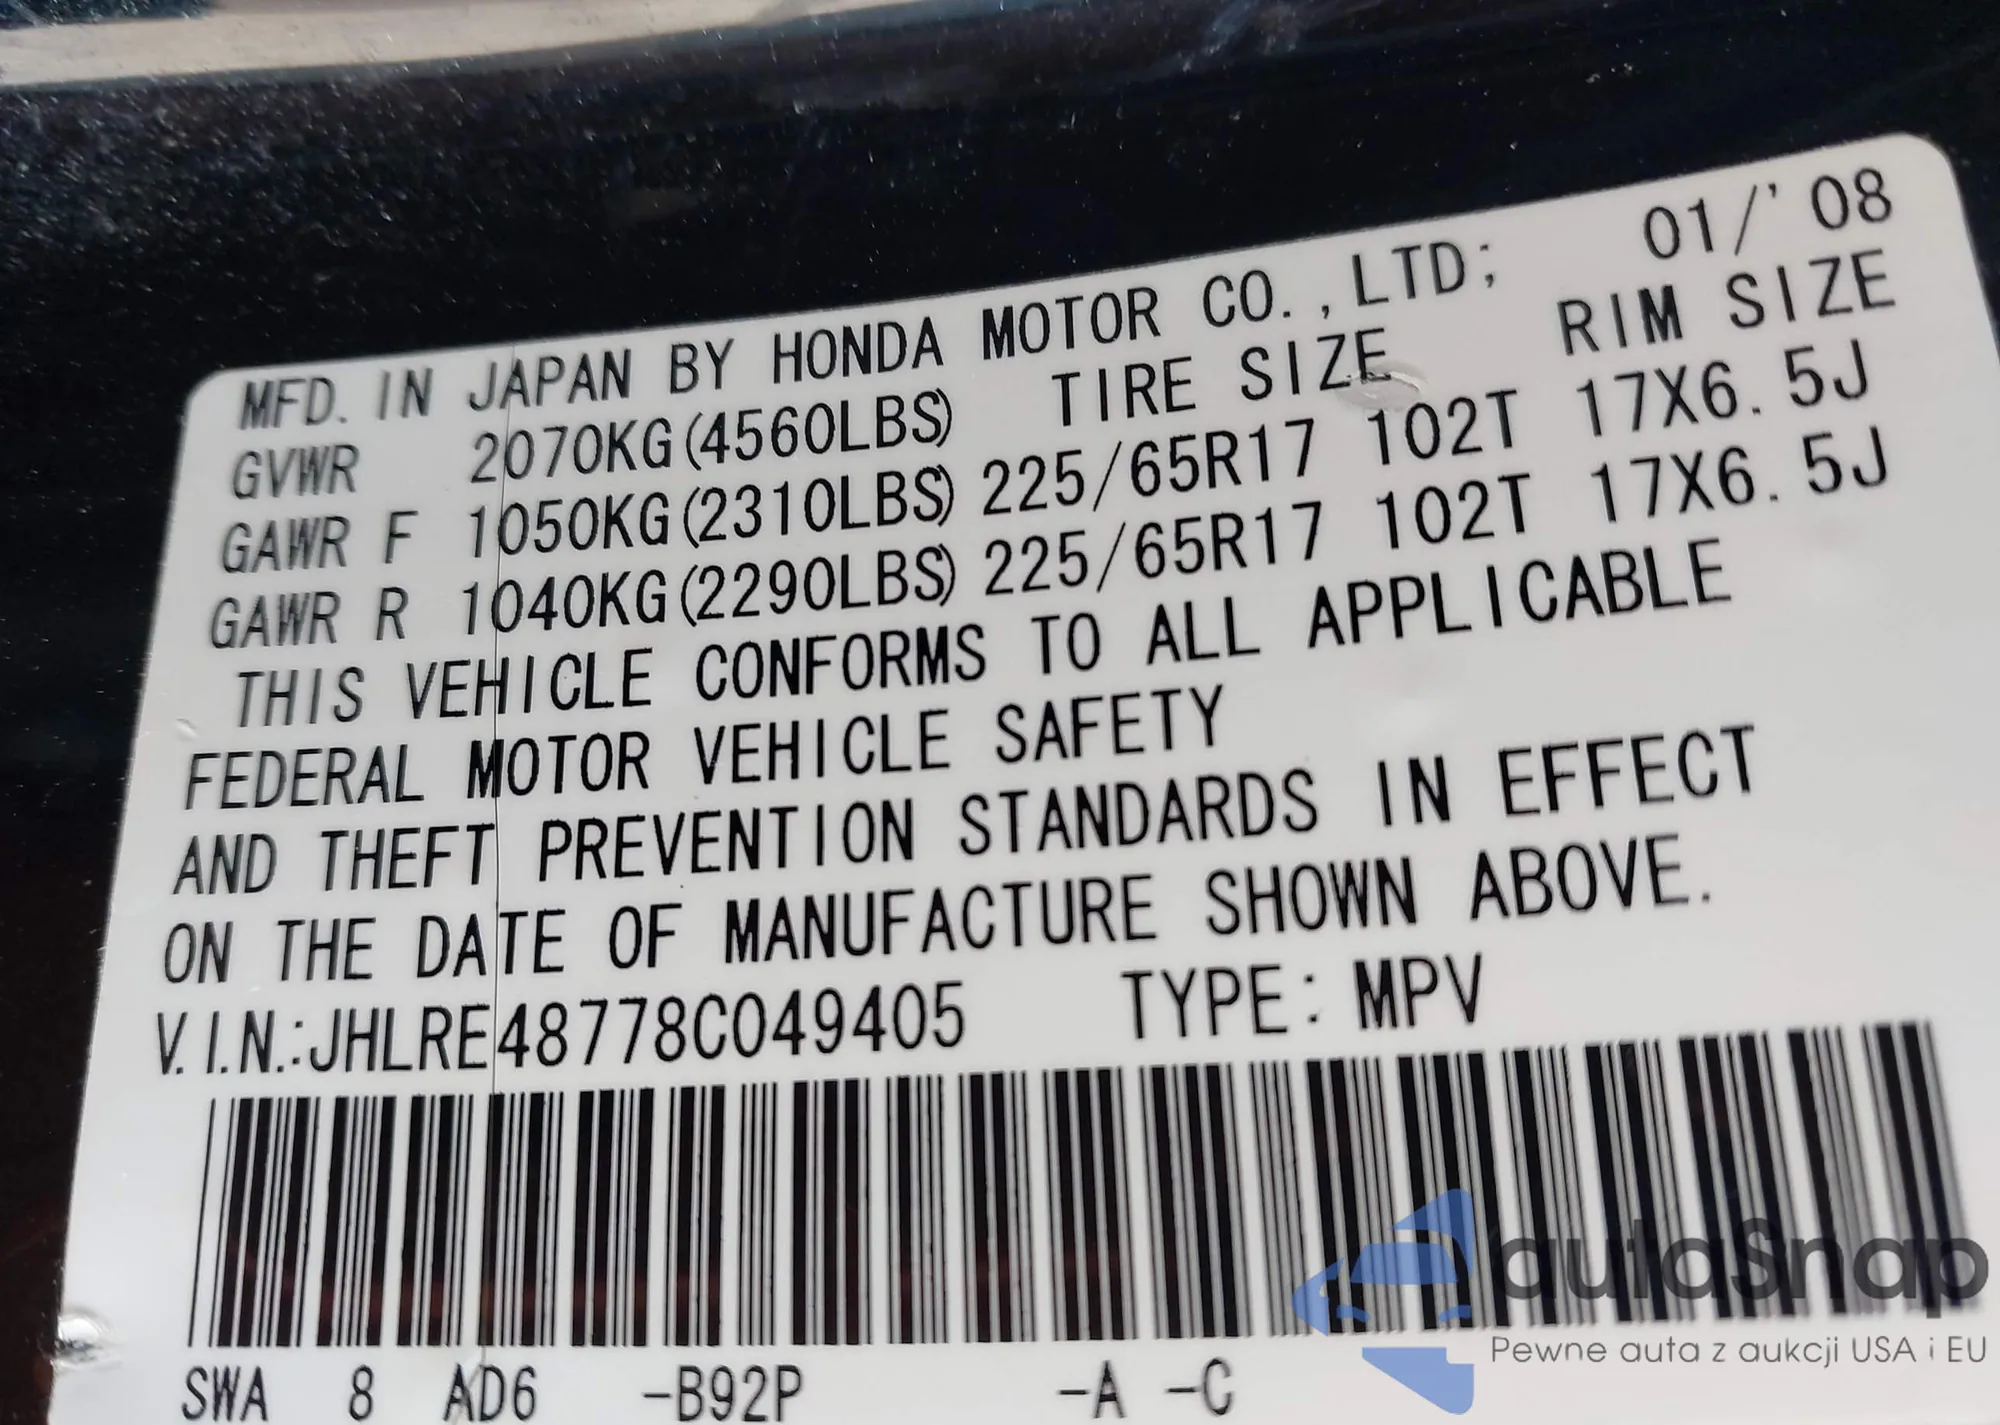 MFD. IN JAPAN BY HONDA MOTOR CO.,LTD; 01/'08
GVWR 2070KG(4560LBS) TIRE SIZE RIM SIZE
GAWR F 1050KG(2310LBS) 225/65R17 102T 17X6.5J
GAWR R 1040KG(2290LBS) 225/65R17 102T 17X6.5J
THIS VEHICLE CONFORMS TO ALL APPLICABLE
FEDERAL MOTOR VEHICLE SAFETY
AND THEFT PREVENTION STANDARDS IN EFFECT
ON THE DATE OF MANUFACTURE SHOWN ABOVE.
V.I.N.:JHLRE48778C049405 TYPE: MPV
SWA 8 AD6 -B92P -A -C
autaSnap
Pewne auta z aukcji USA i EU